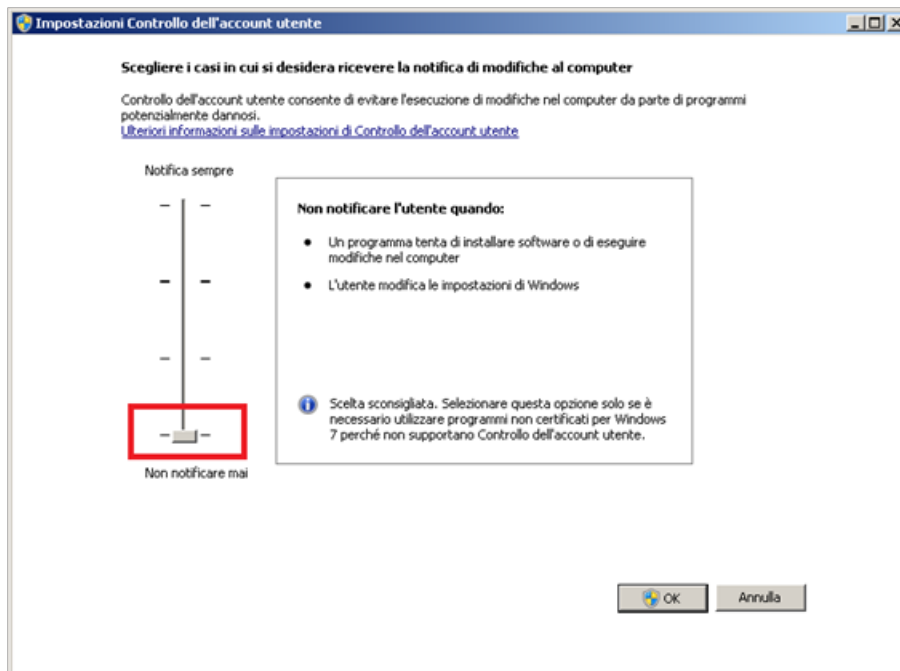 Impostazioni Controllo dell'account utente
Scegliere i casi in cui si desidera ricevere la notifica di modifiche al computer
Controllo dell'account utente consente di evitare l'esecuzione di modifiche nel computer da parte di programmi
potenzialmente dannosi.
Ulteriori informazioni sulle impostazioni di Controllo dell'account utente
Notifica sempre
Non notificare l'utente quando:
Un programma tenta di installare software o di eseguire
modifiche nel computer
L'utente modifica le impostazioni di Windows
Scelta sconsigliata. Selezionare questa opzione solo se è
necessario utilizzare programmi non certificati per Windows
7 perché non supportano Controllo dell'account utente.
Non notificare mai
OK
Annulla